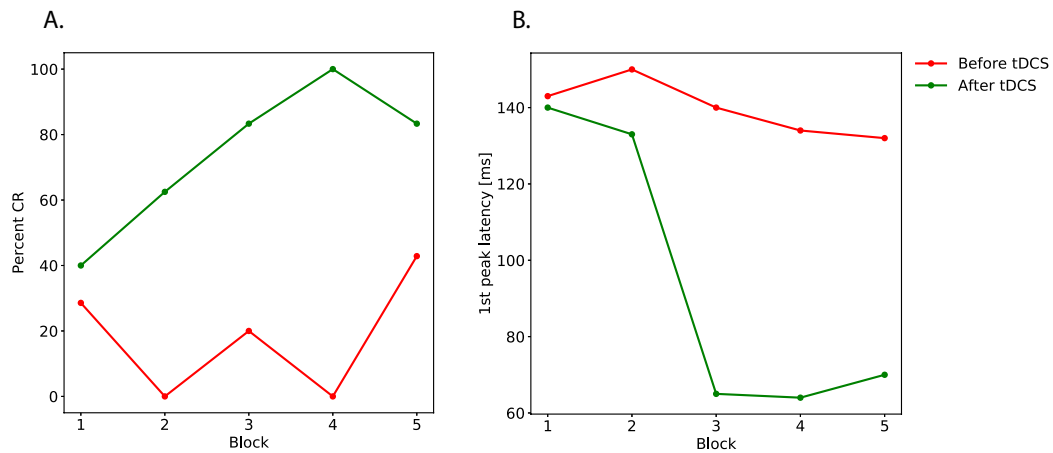 A.
Percent CR
100
80
60
40
20
0
1 2 3 4 5
Block
B.
1st peak latency [ms]
140
120
100
80
60
1 2 3 4 5
Block
Before tDCS
After tDCS